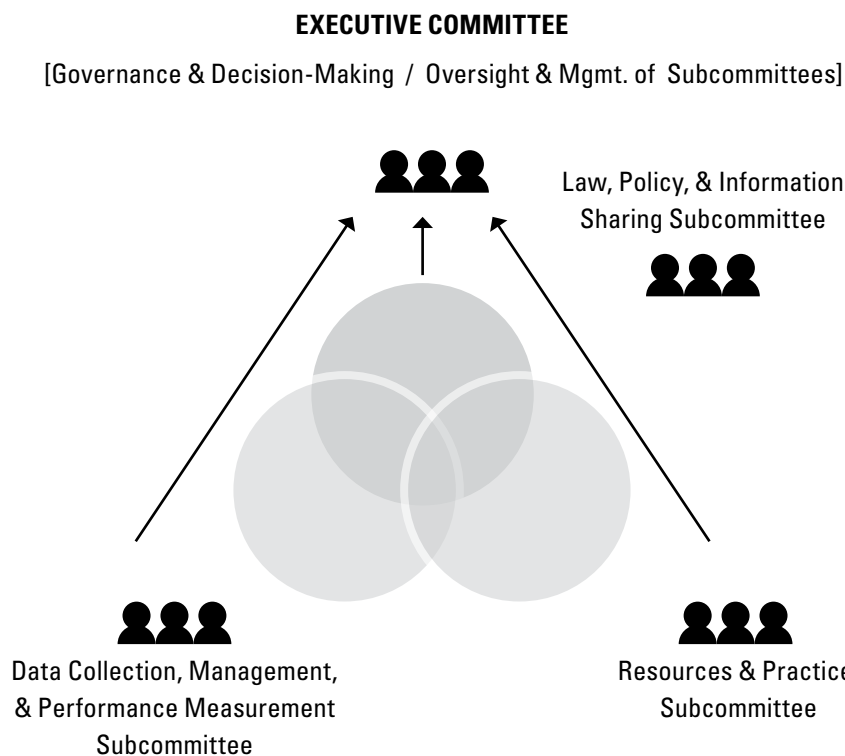 EXECUTIVE COMMITTEE
[Governance & Decision-Making / Oversight & Mgmt. of Subcommittees]
Law, Policy, & Information
Sharing Subcommittee
Data Collection, Management,
& Performance Measurement
Subcommittee
Resources & Practice
Subcommittee